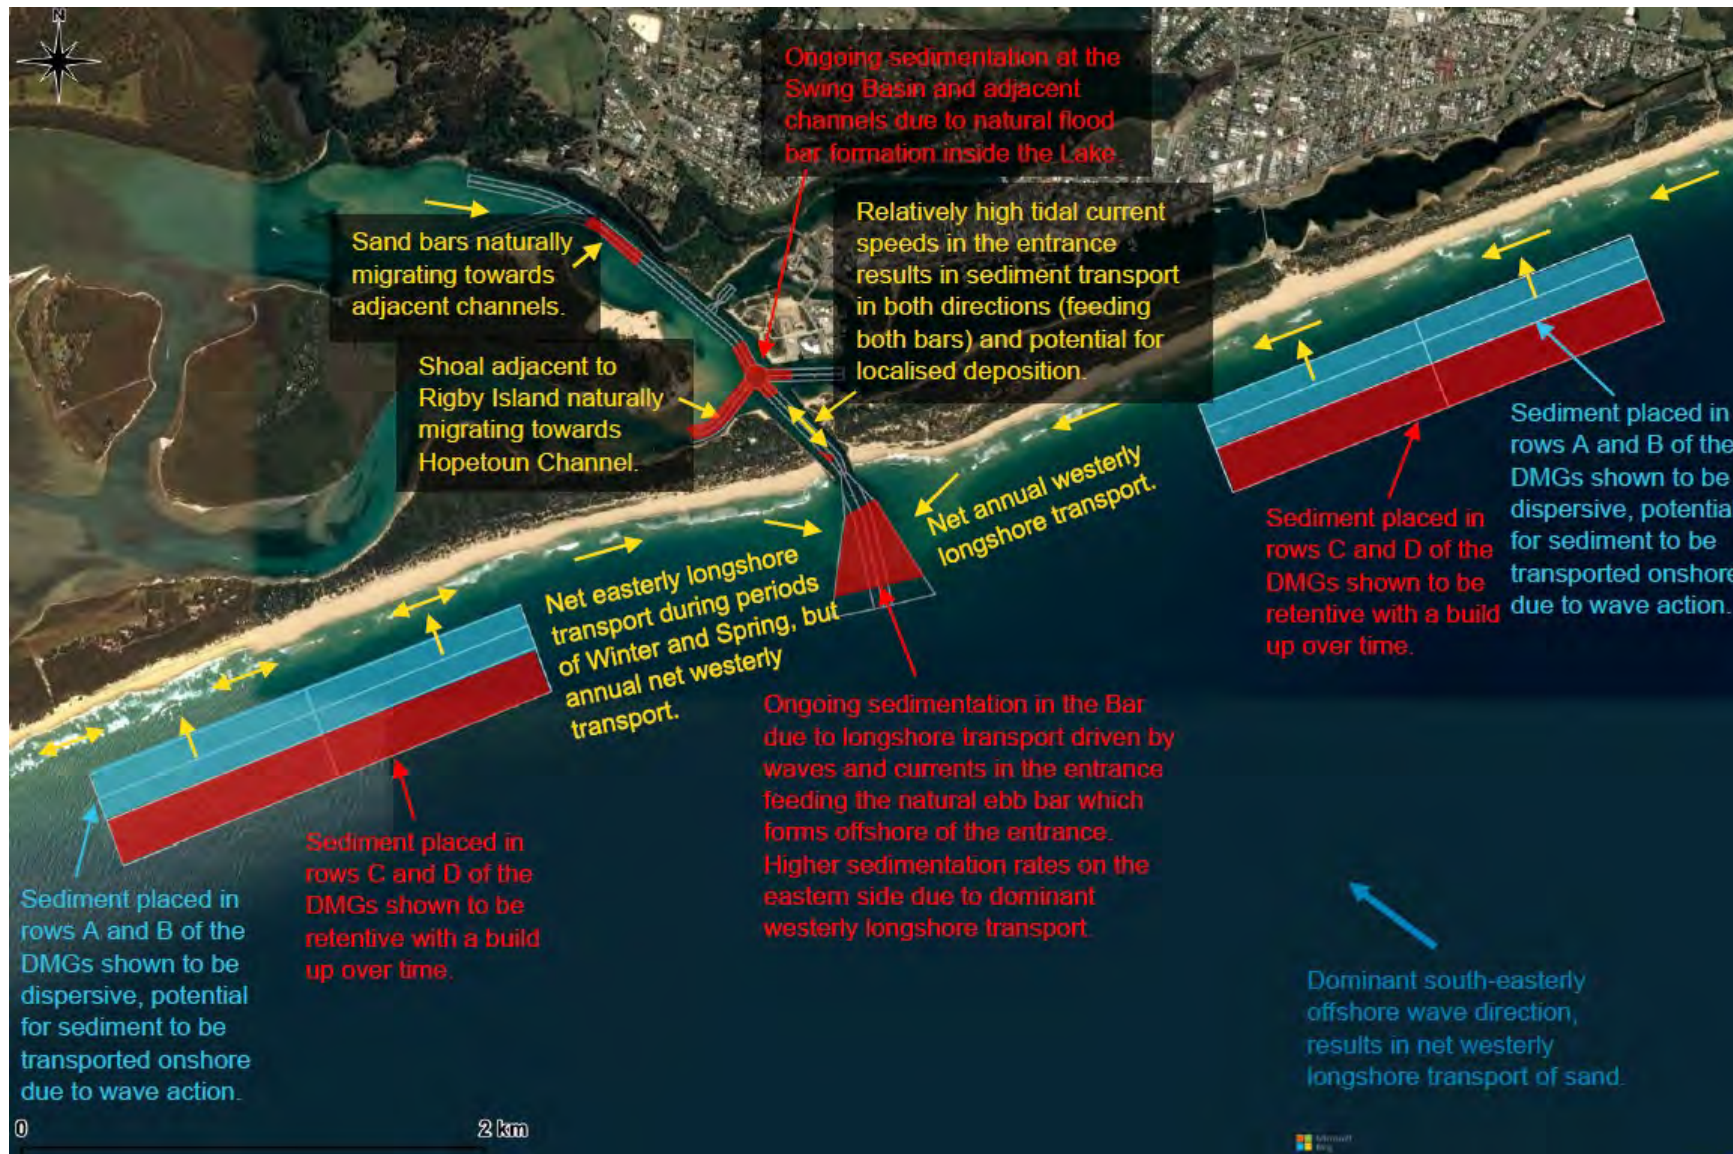 N
Ongoing sedimentation at the
Swing Basin and adjacent
channels due to natural flood
bar formation inside the Lake.
Relatively high tidal current
speeds in the entrance
results in sediment transport
in both directions (feeding
both bars) and potential for
localised deposition.
Sand bars naturally
migrating towards
adjacent channels.
Shoal adjacent to
Rigby Island naturally
migrating towards
Hopetoun Channel.
Net annual westerly
longshore transport.
Net easterly longshore
transport during periods
of Winter and Spring, but
annual net westerly
transport.
Sediment placed in
rows C and D of the
DMGs shown to be
retentive with a build
up over time.
Sediment placed in
rows A and B of the
DMGs shown to be
dispersive, potential
for sediment to be
transported onshore
due to wave action.
Ongoing sedimentation in the Bar
due to longshore transport driven by
waves and currents in the entrance
feeding the natural ebb bar which
forms offshore of the entrance.
Higher sedimentation rates on the
eastern side due to dominant
westerly longshore transport.
Sediment placed in
rows C and D of the
DMGs shown to be
retentive with a build
up over time.
Sediment placed in
rows A and B of the
DMGs shown to be
dispersive, potential
for sediment to be
transported onshore
due to wave action.
Dominant south-easterly
offshore wave direction,
results in net westerly
longshore transport of sand.
0 2 km
Microsoft
Bing